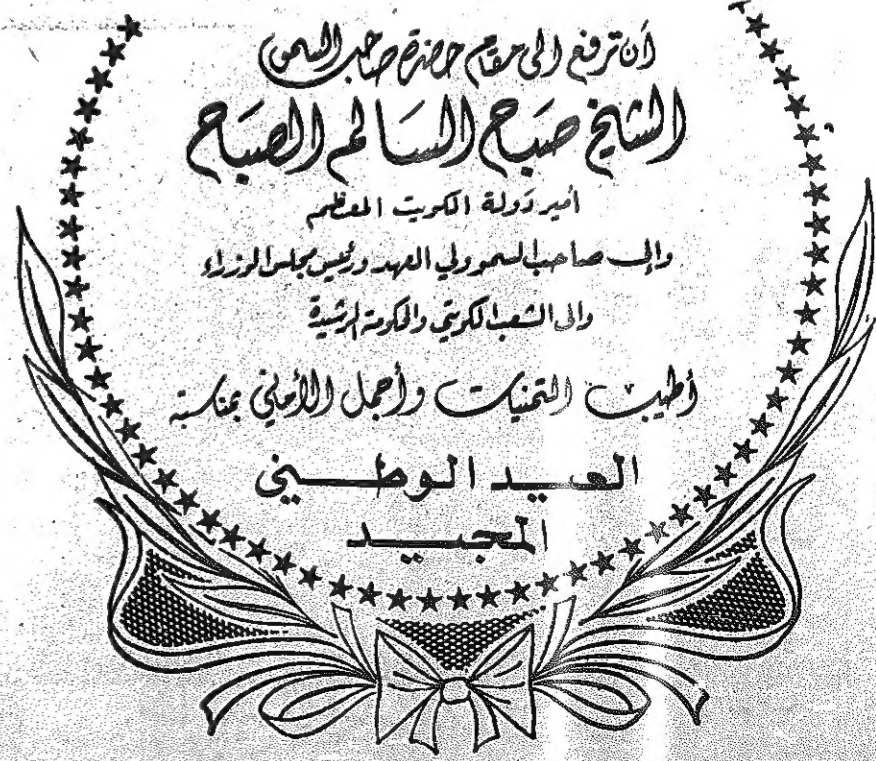 أن ترفع الى مقام حضرة صاحب السمو
الشيخ صباح السالم الصباح
أمير دولة الكويت المعظم
وإلى صاحب السمو ولي العهد ورئيس مجلس الوزراء
والى الشعب الكويتي والحكومة الرشيدة
أطيب التمنيات وأجمل الأماني بمناسبة
العيد الوطني
المجيد